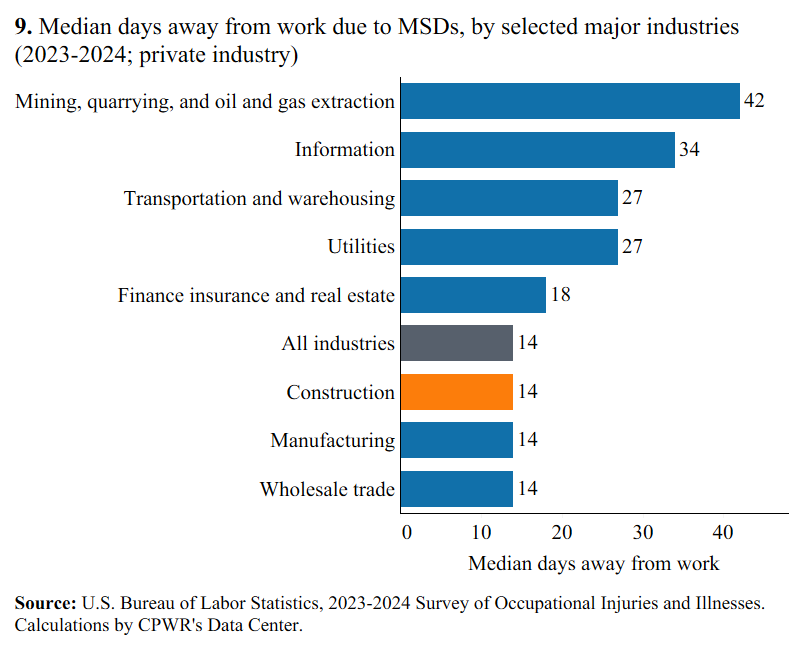 9. Median days away from work due to MSDs, by selected major industries
(2023-2024; private industry)
Mining, quarrying, and oil and gas extraction 42
Information 34
Transportation and warehousing 27
Utilities 27
Finance insurance and real estate 18
All industries 14
Construction 14
Manufacturing 14
Wholesale trade 14
0 10 20 30 40
Median days away from work
Source: U.S. Bureau of Labor Statistics, 2023-2024 Survey of Occupational Injuries and Illnesses.
Calculations by CPWR's Data Center.